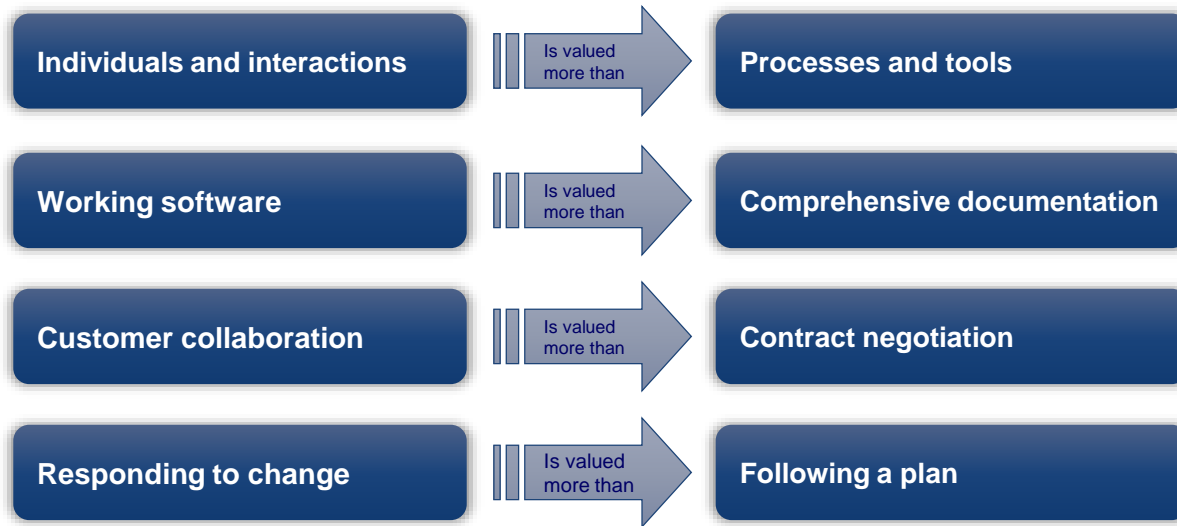 Individuals and interactions
Is valued
more than
Processes and tools
Working software
Is valued
more than
Comprehensive documentation
Customer collaboration
Is valued
more than
Contract negotiation
Responding to change
Is valued
more than
Following a plan